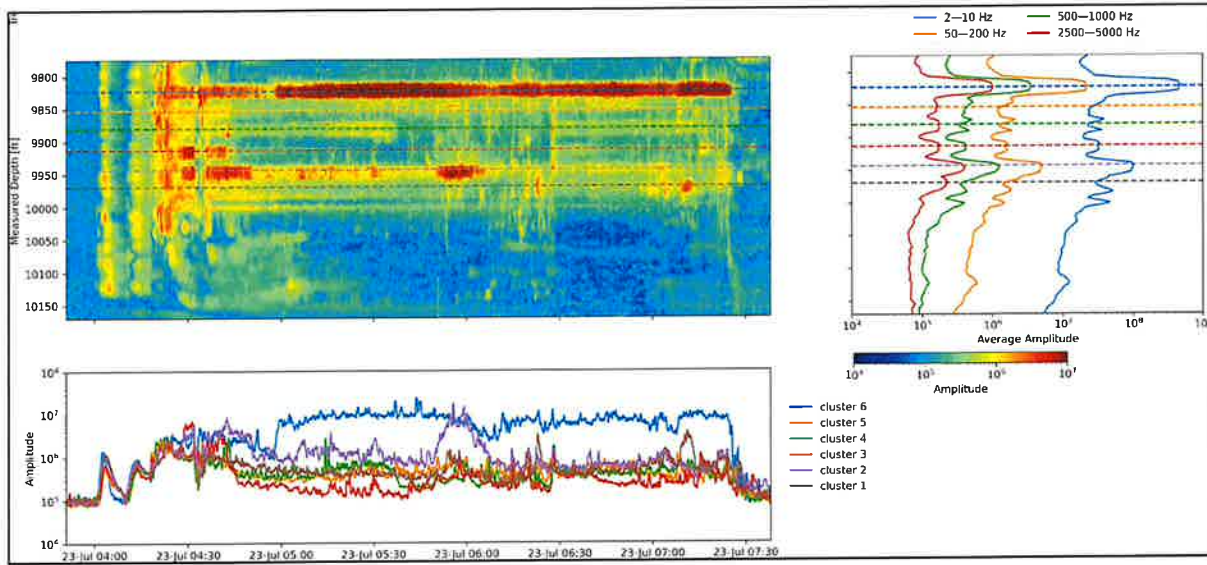 2—10 Hz
500—1000 Hz
50—200 Hz
2500—5000 Hz
Measured Depth [ft]
9800
9850
9900
9950
10000
10050
10100
10150
10⁴
10⁵
10⁶
10⁷
10⁸
Average Amplitude
10⁴
10⁵
10⁶
10⁷
Amplitude
Amplitude
10⁷
10⁶
10⁵
23-Jul 04:00
23-Jul 04:30
23-Jul 05:00
23-Jul 05:30
23-Jul 06:00
23-Jul 06:30
23-Jul 07:00
23-Jul 07:30
cluster 6
cluster 5
cluster 4
cluster 3
cluster 2
cluster 1